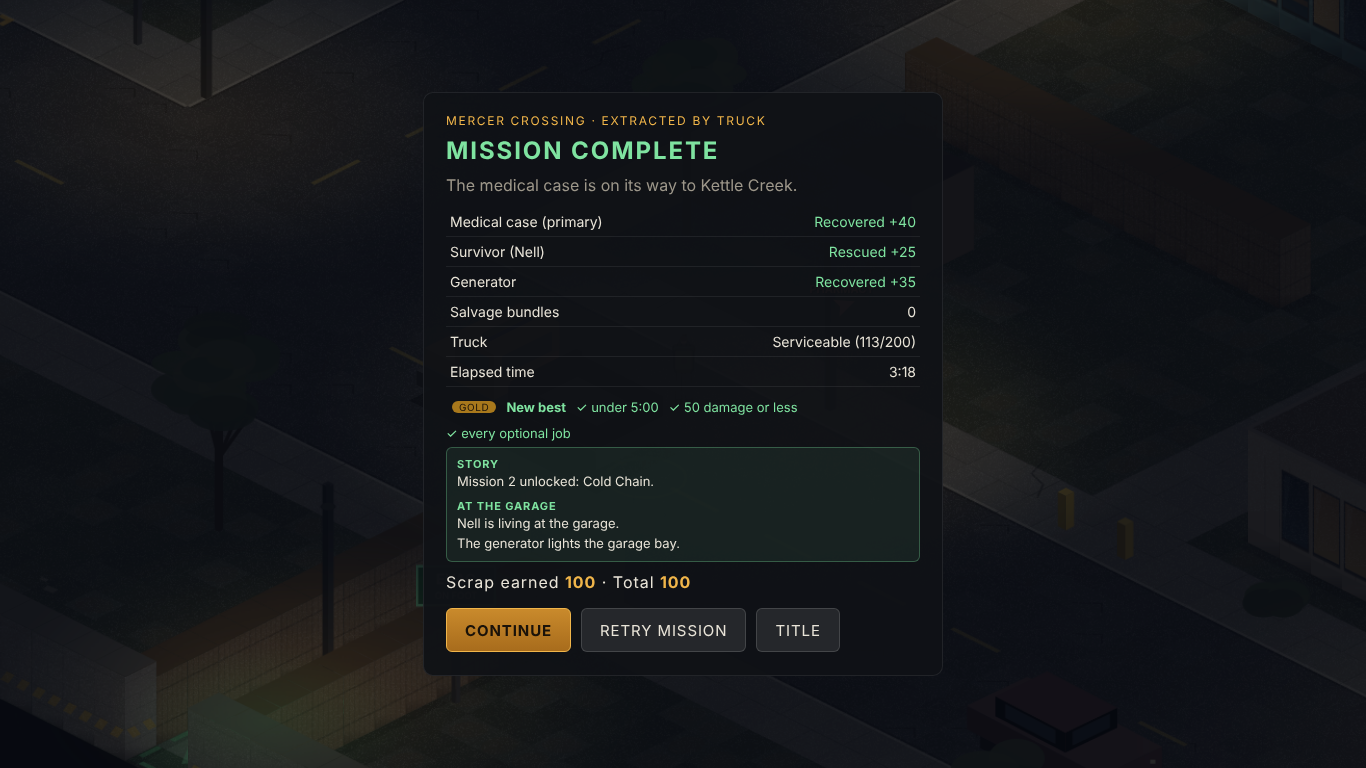 MERCER CROSSING · EXTRACTED BY TRUCK
MISSION COMPLETE
The medical case is on its way to Kettle Creek.
Medical case (primary) Recovered +40
Survivor (Nell) Rescued +25
Generator Recovered +35
Salvage bundles 0
Truck Serviceable (113/200)
Elapsed time 3:18
GOLD New best ✓ under 5:00 ✓ 50 damage or less
✓ every optional job
STORY
Mission 2 unlocked: Cold Chain.
AT THE GARAGE
Nell is living at the garage.
The generator lights the garage bay.
Scrap earned 100 · Total 100
CONTINUE RETRY MISSION TITLE